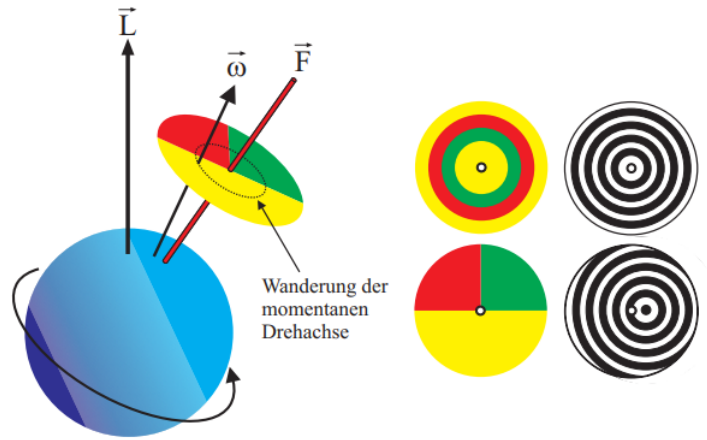 L
ω
F
Wanderung der
momentanen
Drehachse